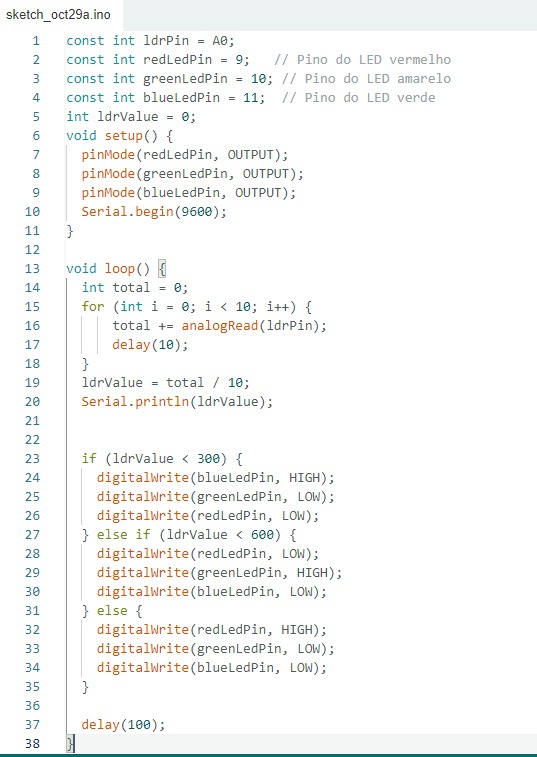 sketch_oct29a.ino
1 const int ldrPin = A0;
2 const int redLedPin = 9;   // Pino do LED vermelho
3 const int greenLedPin = 10; // Pino do LED amarelo
4 const int blueLedPin = 11;  // Pino do LED verde
5 int ldrValue = 0;
6 void setup() {
7   pinMode(redLedPin, OUTPUT);
8   pinMode(greenLedPin, OUTPUT);
9   pinMode(blueLedPin, OUTPUT);
10   Serial.begin(9600);
11 }
12
13 void loop() {
14   int total = 0;
15   for (int i = 0; i < 10; i++) {
16       total += analogRead(ldrPin);
17       delay(10);
18   }
19   ldrValue = total / 10;
20   Serial.println(ldrValue);
21
22
23   if (ldrValue < 300) {
24     digitalWrite(blueLedPin, HIGH);
25     digitalWrite(greenLedPin, LOW);
26     digitalWrite(redLedPin, LOW);
27   } else if (ldrValue < 600) {
28     digitalWrite(redLedPin, LOW);
29     digitalWrite(greenLedPin, HIGH);
30     digitalWrite(blueLedPin, LOW);
31   } else {
32     digitalWrite(redLedPin, HIGH);
33     digitalWrite(greenLedPin, LOW);
34     digitalWrite(blueLedPin, LOW);
35   }
36
37   delay(100);
38 }